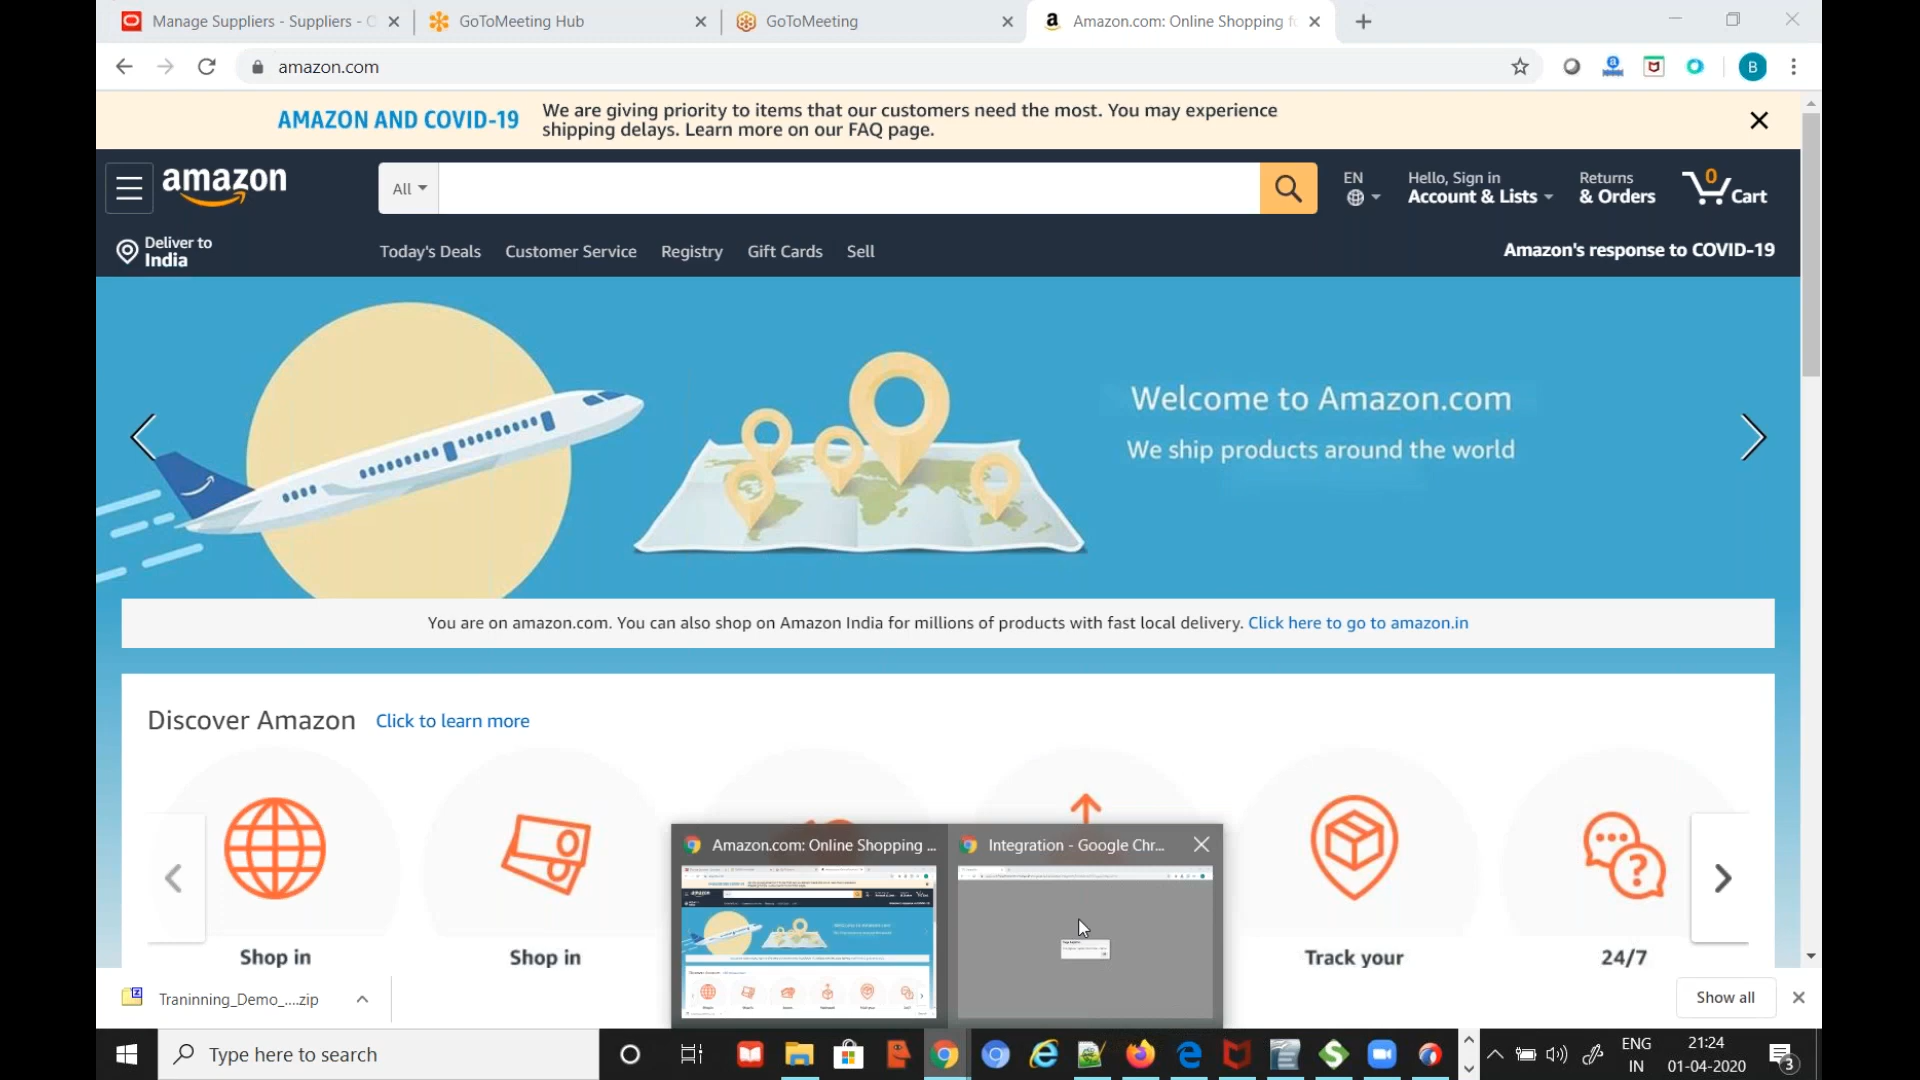 Manage Suppliers - Suppliers - O
GoToMeeting Hub
GoToMeeting
Amazon.com: Online Shopping fo
amazon.com
B
AMAZON AND COVID-19
We are giving priority to items that our customers need the most. You may experience
shipping delays. Learn more on our FAQ page.
amazon
All
EN
Hello, Sign in
Account & Lists
Returns
& Orders
0
Cart
Deliver to
India
Today's Deals
Customer Service
Registry
Gift Cards
Sell
Amazon's response to COVID-19
Welcome to Amazon.com
We ship products around the world
You are on amazon.com. You can also shop on Amazon India for millions of products with fast local delivery. Click here to go to amazon.in
Discover Amazon
Click to learn more
Shop in
Shop in
Track your
24/7
Amazon.com: Online Shopping ...
Integration - Google Chr...
Traninning_Demo_....zip
Show all
Type here to search
ENG
IN
21:24
01-04-2020
3